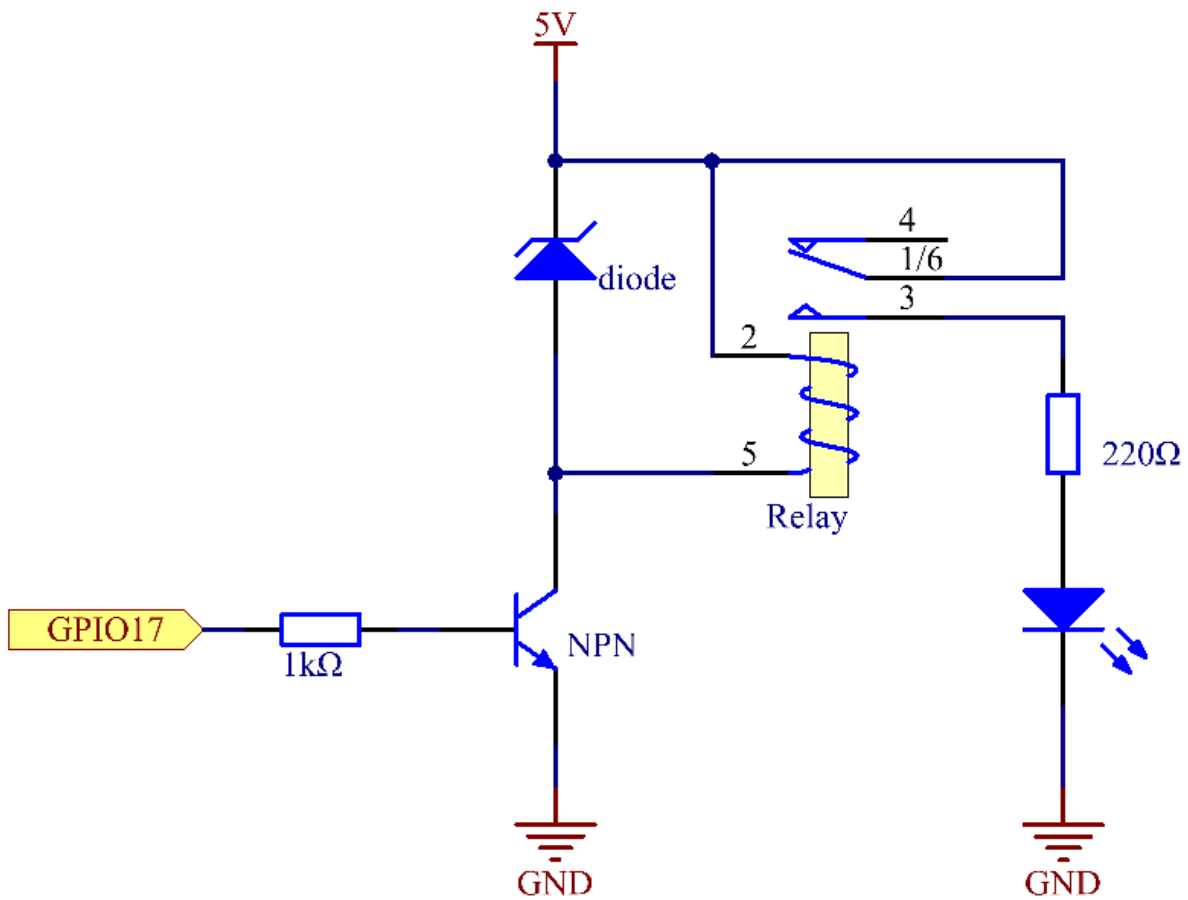 5V
4
1/6
diode
3
2
220Ω
5
Relay
GPIO17
NPN
1kΩ
GND
GND